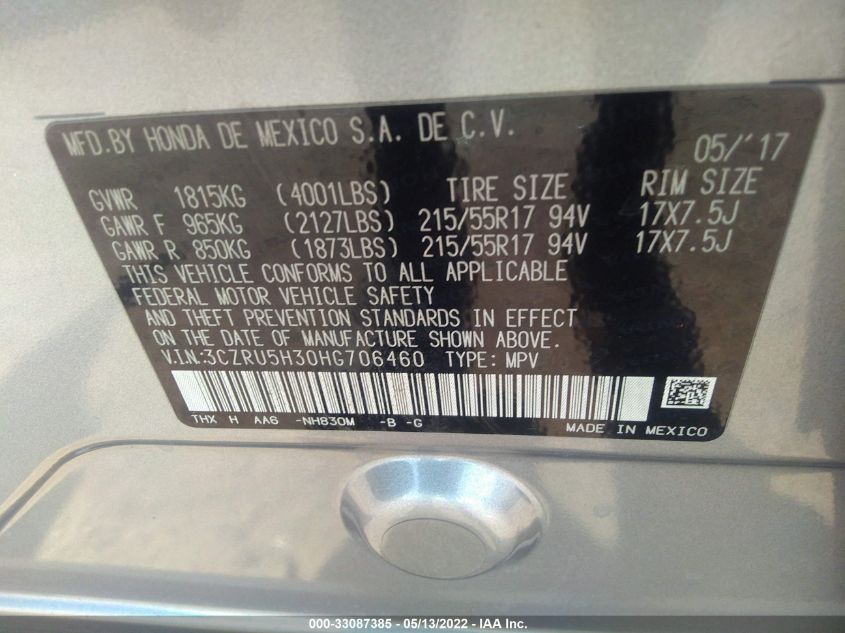 MFD.BY HONDA DE MEXICO S.A. DE C.V.
05/'17
GVWR 1815KG (4001LBS) TIRE SIZE RIM SIZE
GAWR F 965KG (2127LBS) 215/55R17 94V 17X7.5J
GAWR R 850KG (1873LBS) 215/55R17 94V 17X7.5J
THIS VEHICLE CONFORMS TO ALL APPLICABLE
FEDERAL MOTOR VEHICLE SAFETY
AND THEFT PREVENTION STANDARDS IN EFFECT
ON THE DATE OF MANUFACTURE SHOWN ABOVE.
V.I.N:3CZRU5H30HG706460 TYPE: MPV
THX H AA6 -NH830M -B -G
MADE IN MEXICO
000-33087385 - 05/13/2022 - IAA Inc.